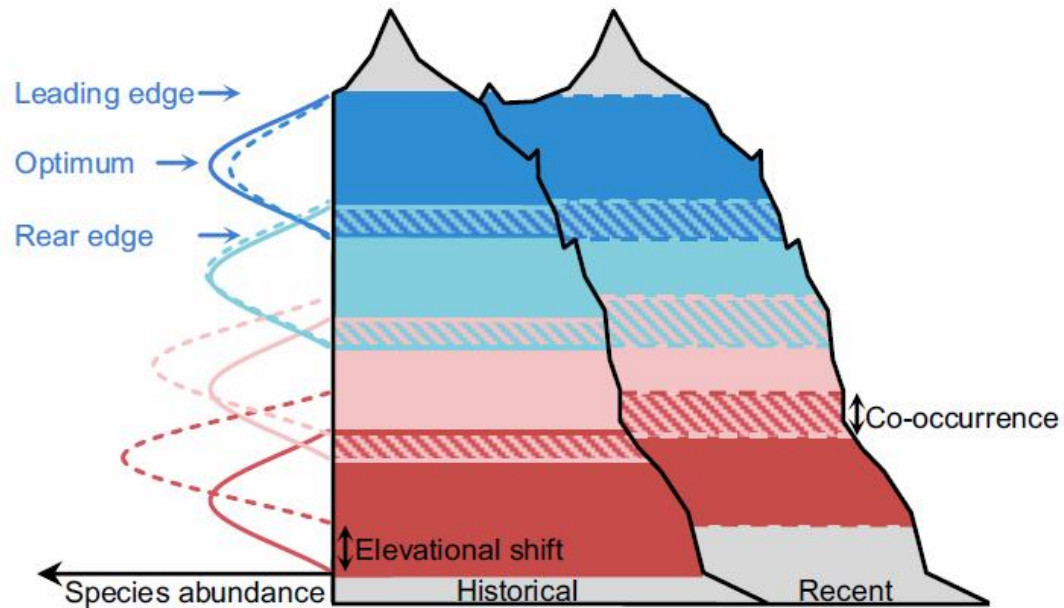 Leading edge
Optimum
Rear edge
Co-occurrence
Elevational shift
Species abundance
Historical
Recent